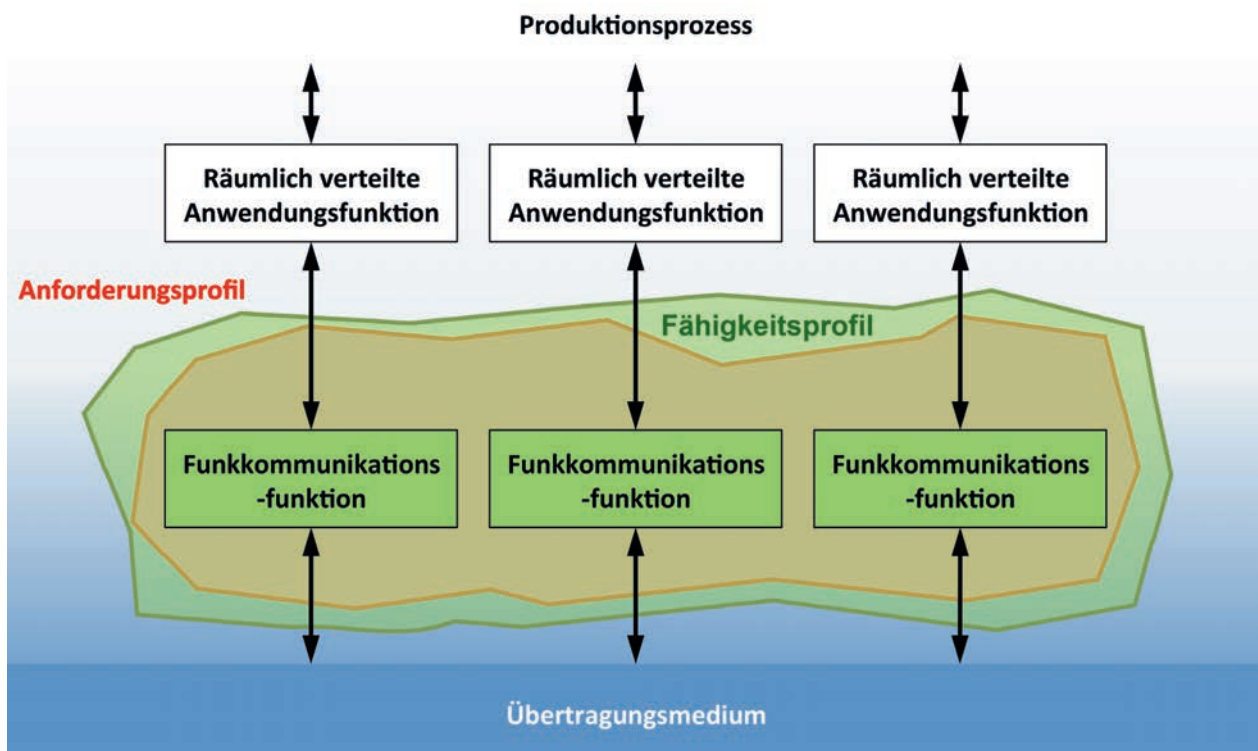 Produktionsprozess
Räumlich verteilte
Anwendungsfunktion
Räumlich verteilte
Anwendungsfunktion
Räumlich verteilte
Anwendungsfunktion
Anforderungsprofil
Fähigkeitsprofil
Funkkommunikations
-funktion
Funkkommunikations
-funktion
Funkkommunikations
-funktion
Übertragungsmedium